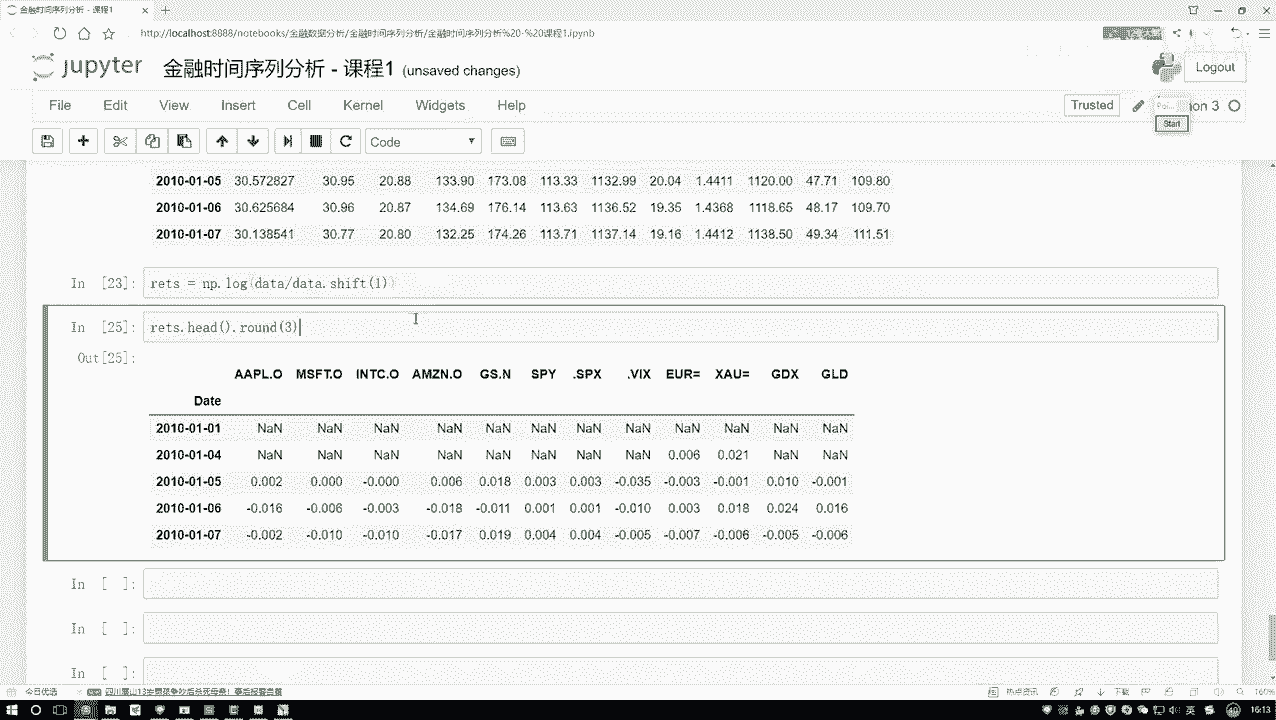 金融时间序列分析 - 课程1
http://localhost:8888/notebooks/金融数据分析/金融时间序列分析/金融时间序列分析%20-%20课程1.ipynb
jupyter 金融时间序列分析 - 课程1 (unsaved changes)
Logout
File Edit View Insert Cell Kernel Widgets Help
Trusted
on 3
Start
Code
2010-01-05 30.572827 30.95 20.88 133.90 173.08 113.33 1132.99 20.04 1.4411 1120.00 47.71 109.80
2010-01-06 30.625684 30.96 20.87 134.69 176.14 113.63 1136.52 19.35 1.4368 1118.65 48.17 109.70
2010-01-07 30.138541 30.77 20.80 132.25 174.26 113.71 1137.14 19.16 1.4412 1138.50 49.34 111.51
In [23]: rets = np.log(data/data.shift(1))
In [25]: rets.head().round(3)
Out[25]:
AAPL.O MSFT.O INTC.O AMZN.O GS.N SPY .SPX .VIX EUR= XAU= GDX GLD
Date
2010-01-01 NaN NaN NaN NaN NaN NaN NaN NaN NaN NaN NaN NaN
2010-01-04 NaN NaN NaN NaN NaN NaN NaN NaN 0.006 0.021 NaN NaN
2010-01-05 0.002 0.000 -0.000 0.006 0.018 0.003 0.003 -0.035 -0.003 -0.001 0.010 -0.001
2010-01-06 -0.016 -0.006 -0.003 -0.018 -0.011 0.001 0.001 -0.010 0.003 0.018 0.024 0.016
2010-01-07 -0.002 -0.010 -0.010 -0.017 0.019 0.004 0.004 -0.005 -0.007 -0.006 -0.005 -0.006
In [ ]:
In [ ]:
In [ ]:
今日优选
热点资讯 下载 160%
英 16:13